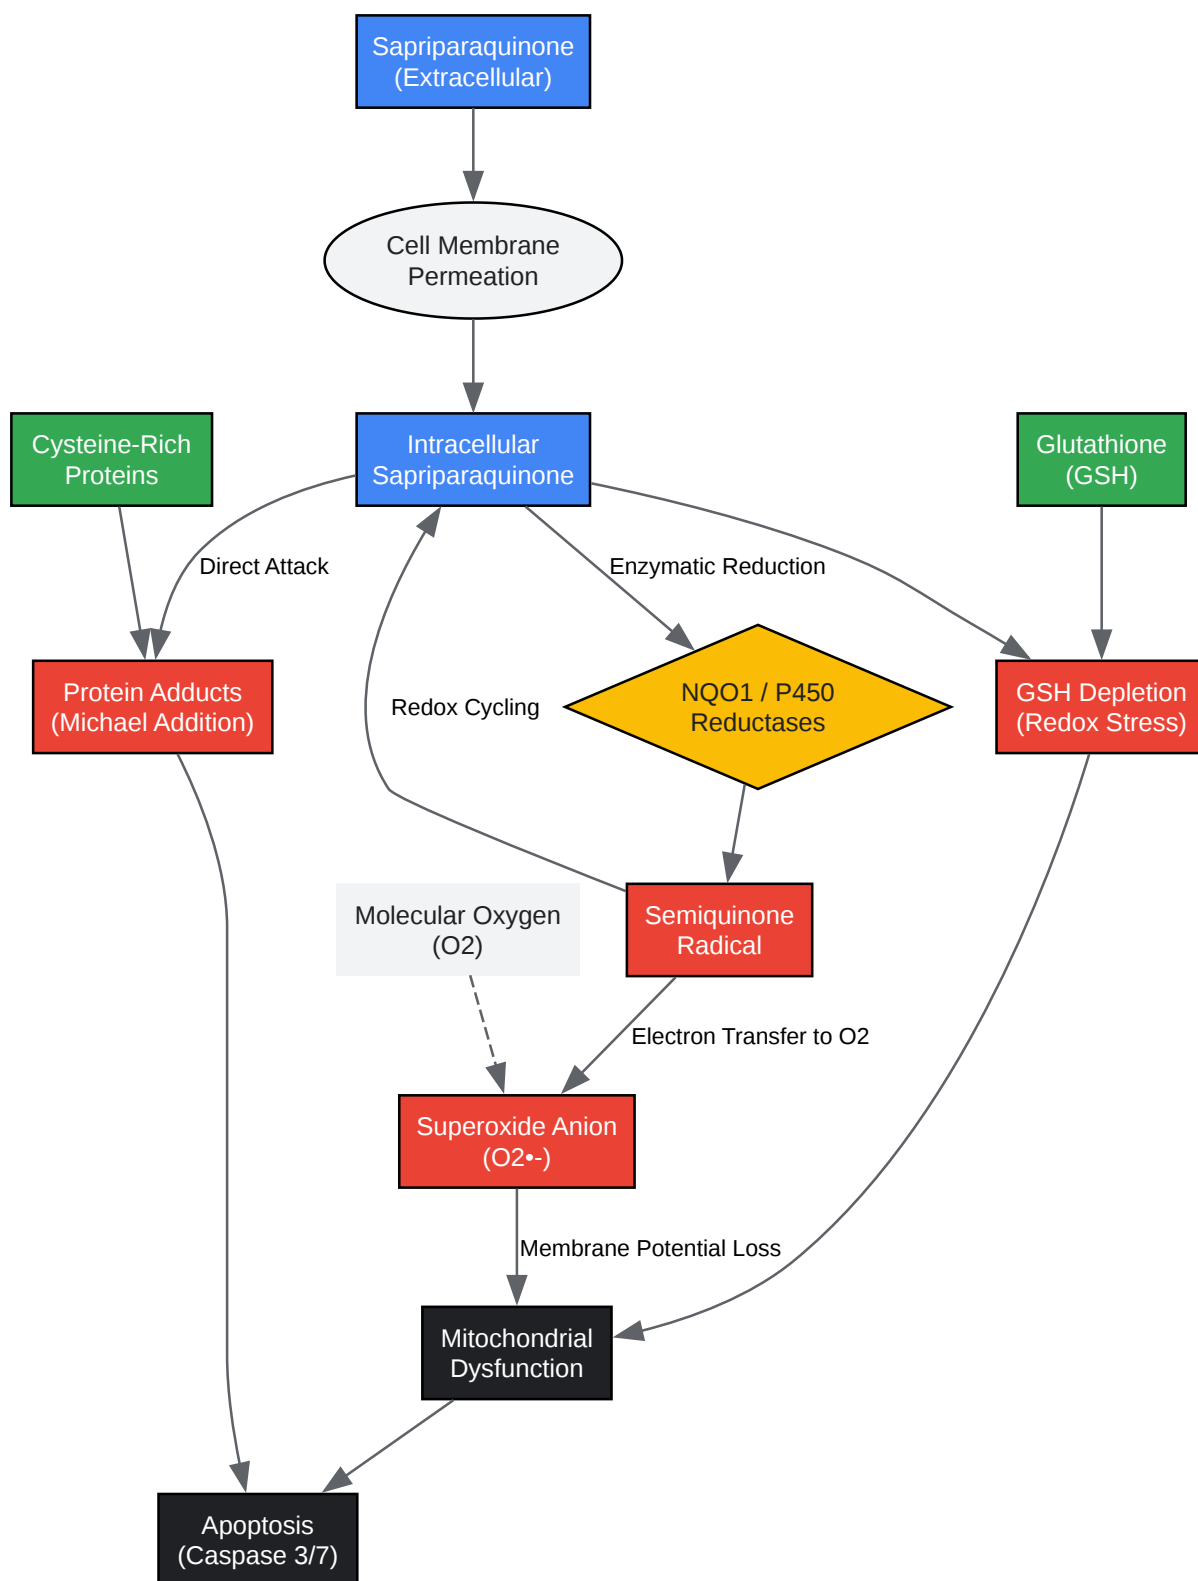 Sapriparaquinone
(Extracellular)
Cell Membrane
Permeation
Cysteine-Rich
Proteins
Intracellular
Sapriparaquinone
Glutathione
(GSH)
Direct Attack
Enzymatic Reduction
Protein Adducts
(Michael Addition)
Redox Cycling
NQO1 / P450
Reductases
GSH Depletion
(Redox Stress)
Molecular Oxygen
(O2)
Semiquinone
Radical
Electron Transfer to O2
Superoxide Anion
(O2•-)
Membrane Potential Loss
Mitochondrial
Dysfunction
Apoptosis
(Caspase 3/7)